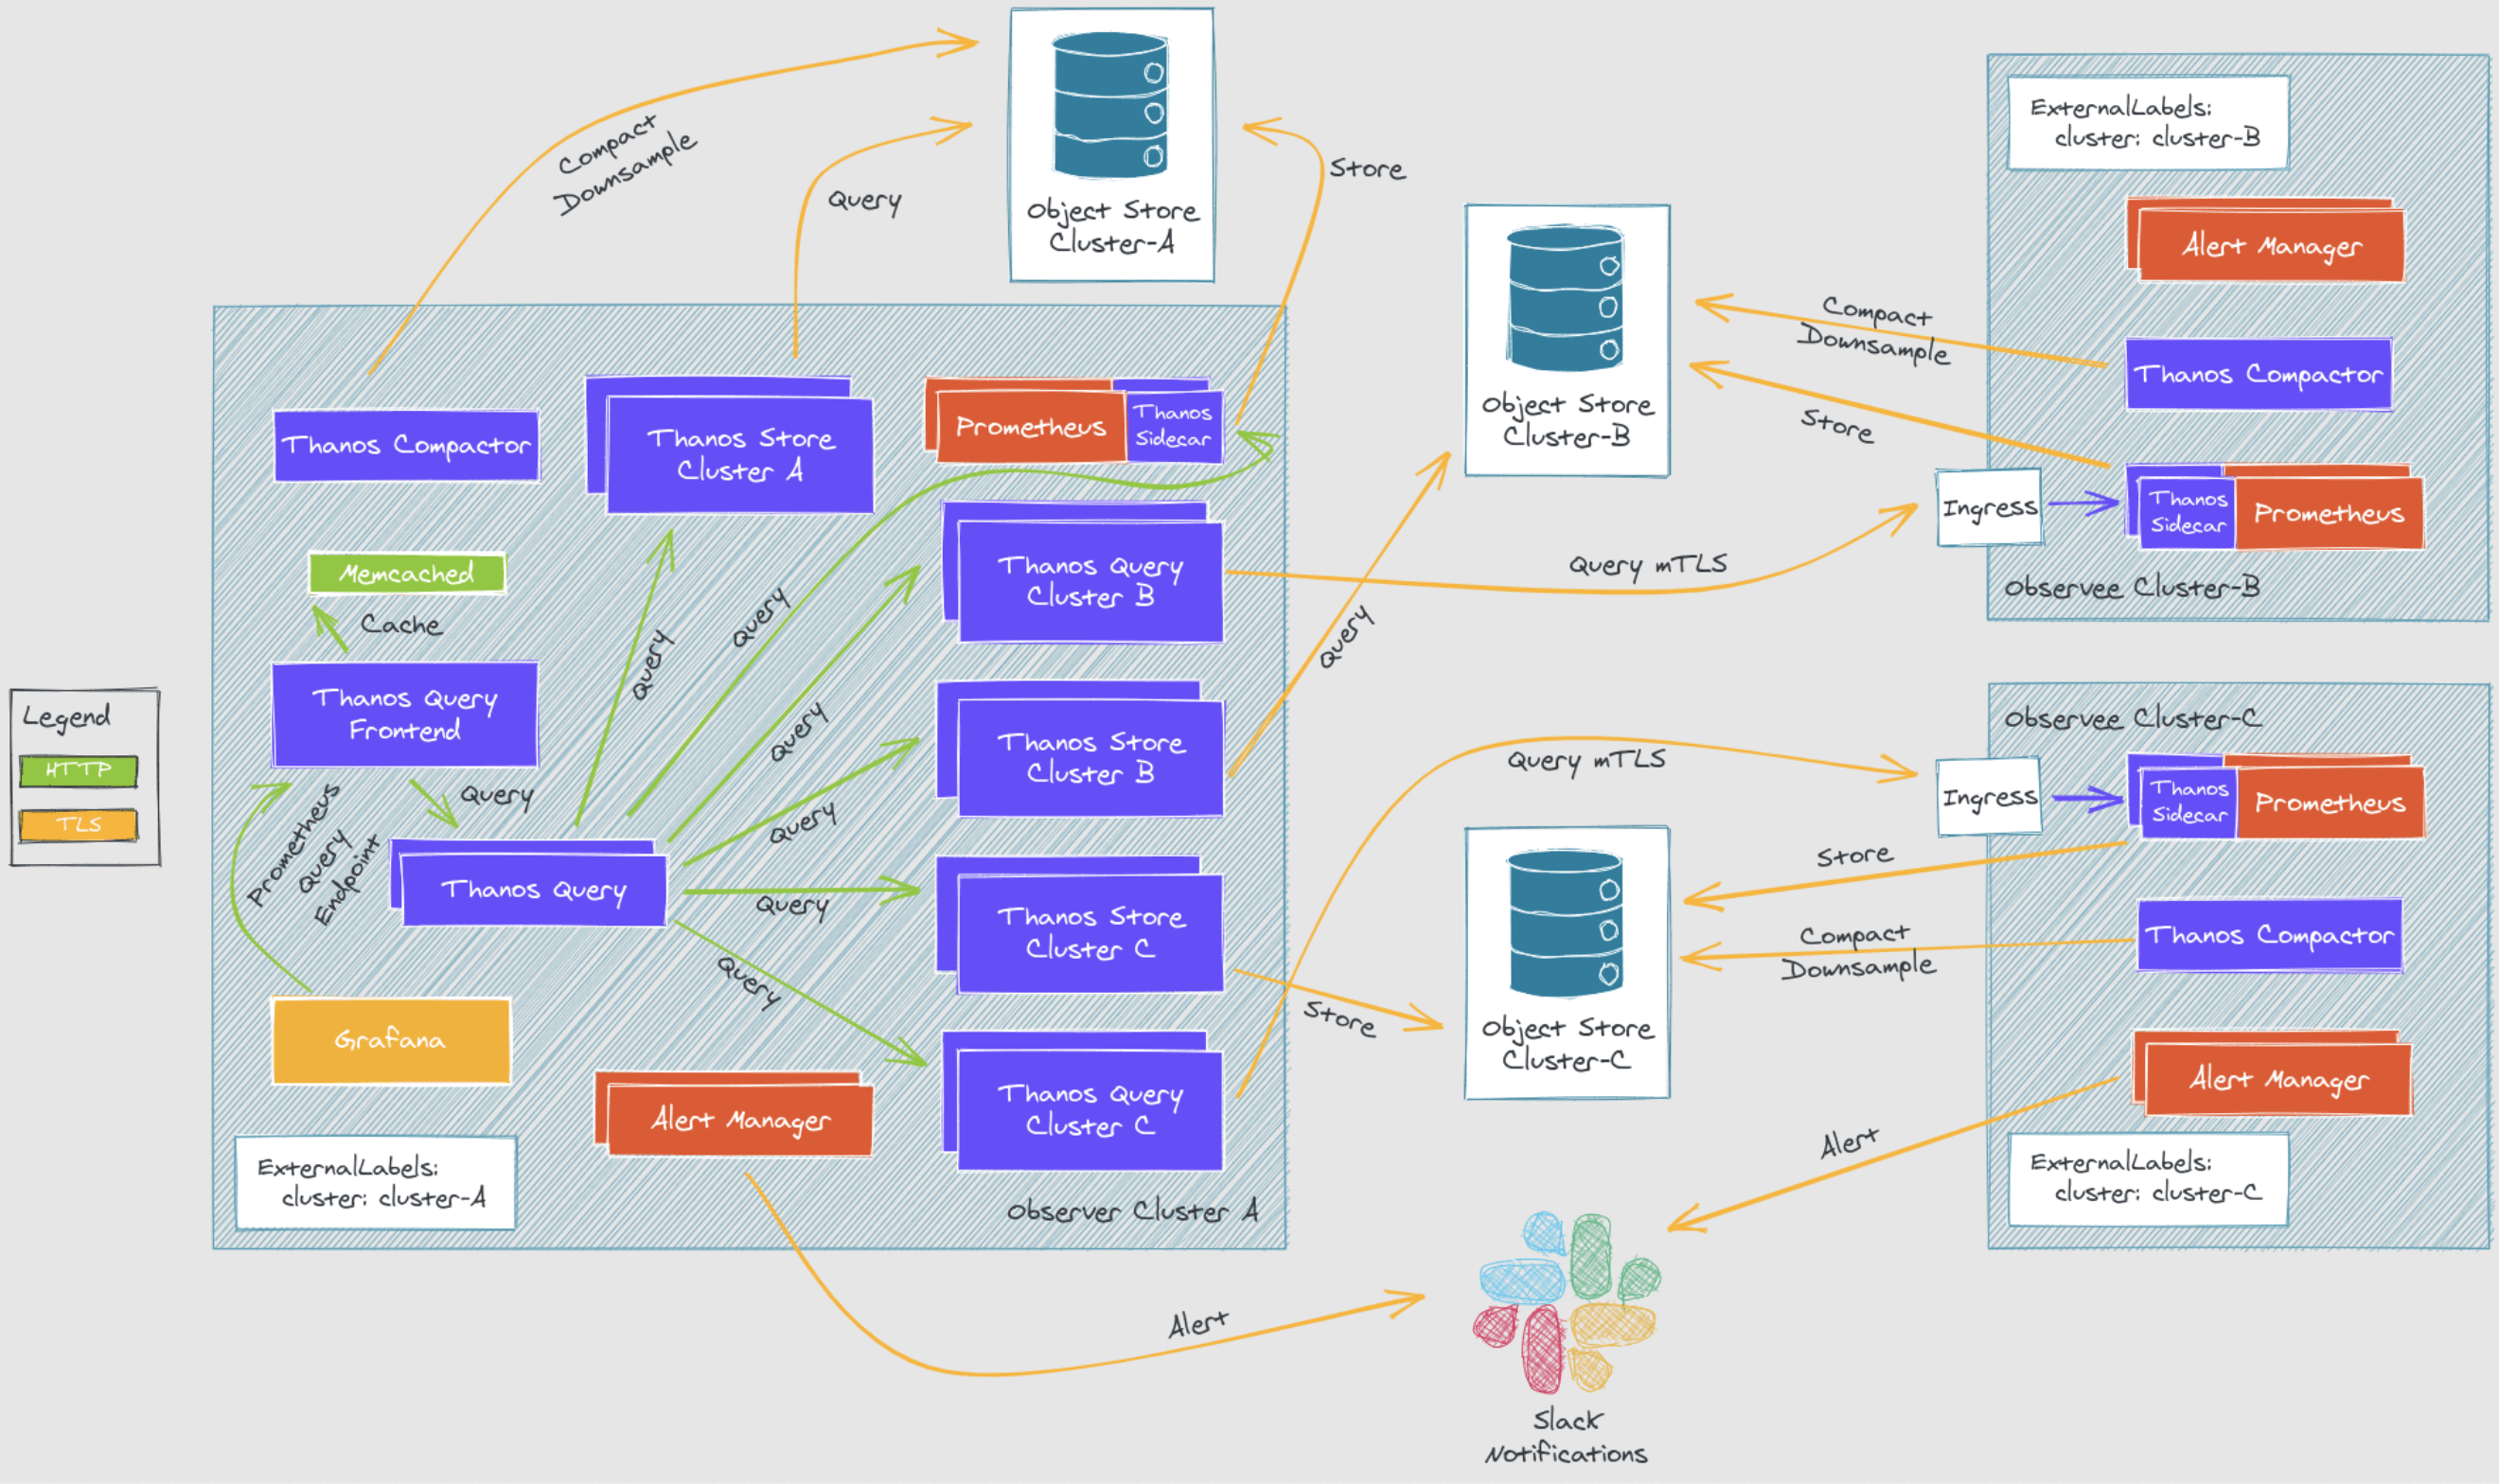 Compact
Downsample
Query
Object Store
Cluster-A
Store
Object Store
Cluster-B
ExternalLabels:
cluster: cluster-B
Alert Manager
Compact
Downsample
Thanos Compactor
Store
Ingress
Thanos
Sidecar
Prometheus
Observee Cluster-B
Query mTLS
Query
Thanos Compactor
Thanos Store
Cluster A
Prometheus
Thanos
Sidecar
Memcached
Cache
Thanos Query
Frontend
Query
Query
Query
Query
Query
Query
Query
Thanos Query
Cluster B
Thanos Store
Cluster B
Thanos Store
Cluster C
Thanos Query
Cluster C
Prometheus
Query
Endpoint
Thanos Query
Grafana
Alert Manager
ExternalLabels:
cluster: cluster-A
Observer Cluster A
Legend
HTTP
TLS
Query mTLS
Store
Object Store
Cluster-C
Observee Cluster-C
Ingress
Thanos
Sidecar
Prometheus
Store
Compact
Downsample
Thanos Compactor
Alert Manager
Alert
ExternalLabels:
cluster: cluster-C
Alert
Slack
Notifications